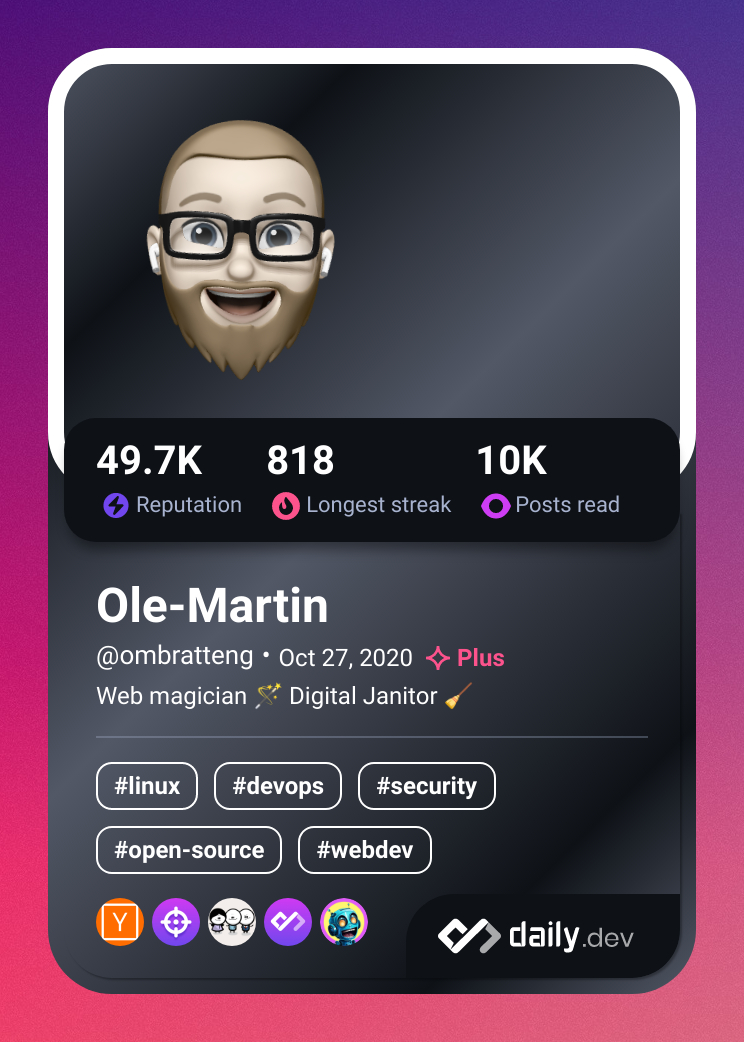 49.7K 818 10K
Reputation Longest streak Posts read
Ole-Martin
@ombratteng • Oct 27, 2020 Plus
Web magician 🪄 Digital Janitor 🧹
#linux #devops #security
#open-source #webdev
Y
daily.dev